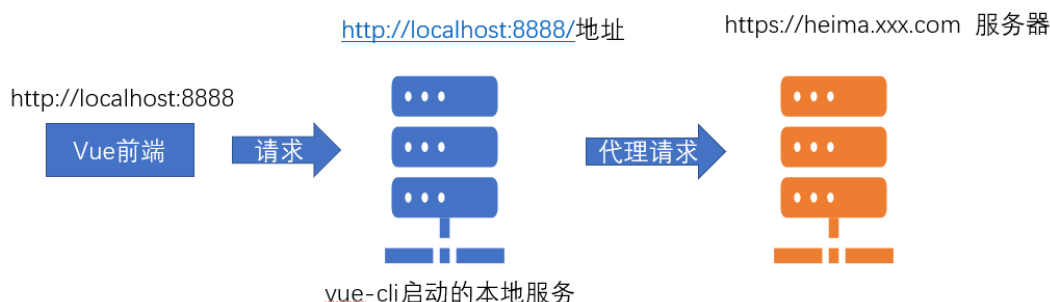 http://localhost:8888/地址
https://heima.xxx.com 服务器
http://localhost:8888
Vue前端
请求
代理请求
vue-cli启动的本地服务